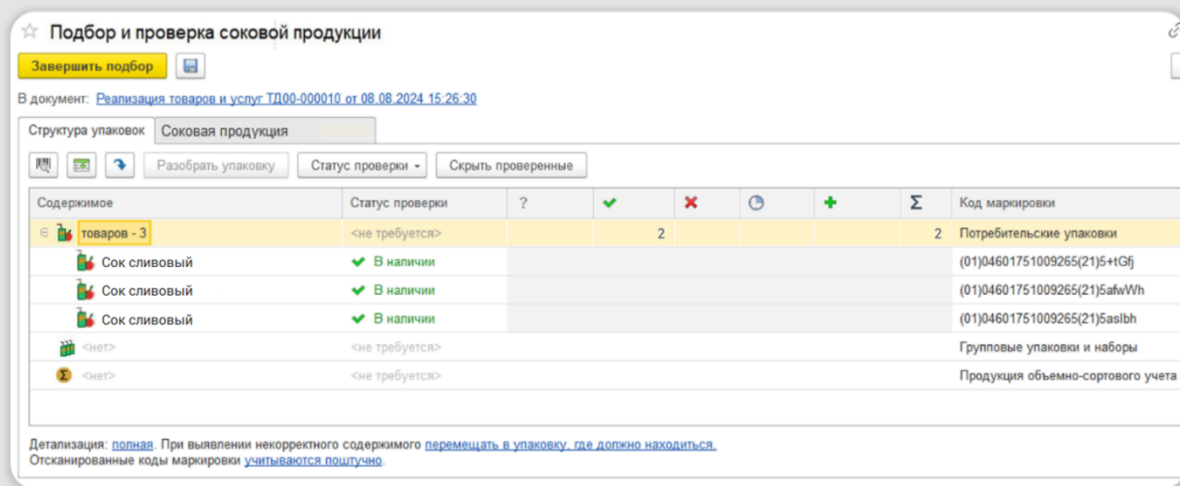 Подбор и проверка соковой продукции
Завершить подбор
В документ: Реализация товаров и услуг ТД00-000010 от 08.08.2024 15:26:30
Структура упаковок Соковая продукция
Разобрать упаковку Статус проверки Скрыть проверенные
Содержимое Статус проверки ? Σ Код маркировки
товаров - 3 <не требуется> 2 2 Потребительские упаковки
Сок сливовый В наличии (01)04601751009265(21)5+tGfj
Сок сливовый В наличии (01)04601751009265(21)5afwWh
Сок сливовый В наличии (01)04601751009265(21)5aslbh
<нет> <не требуется> Групповые упаковки и наборы
Σ <нет> <не требуется> Продукция объемно-сортового учета
Детализация: полная. При выявлении некорректного содержимого перемещать в упаковку, где должно находиться.
Отсканированные коды маркировки учитываются поштучно.